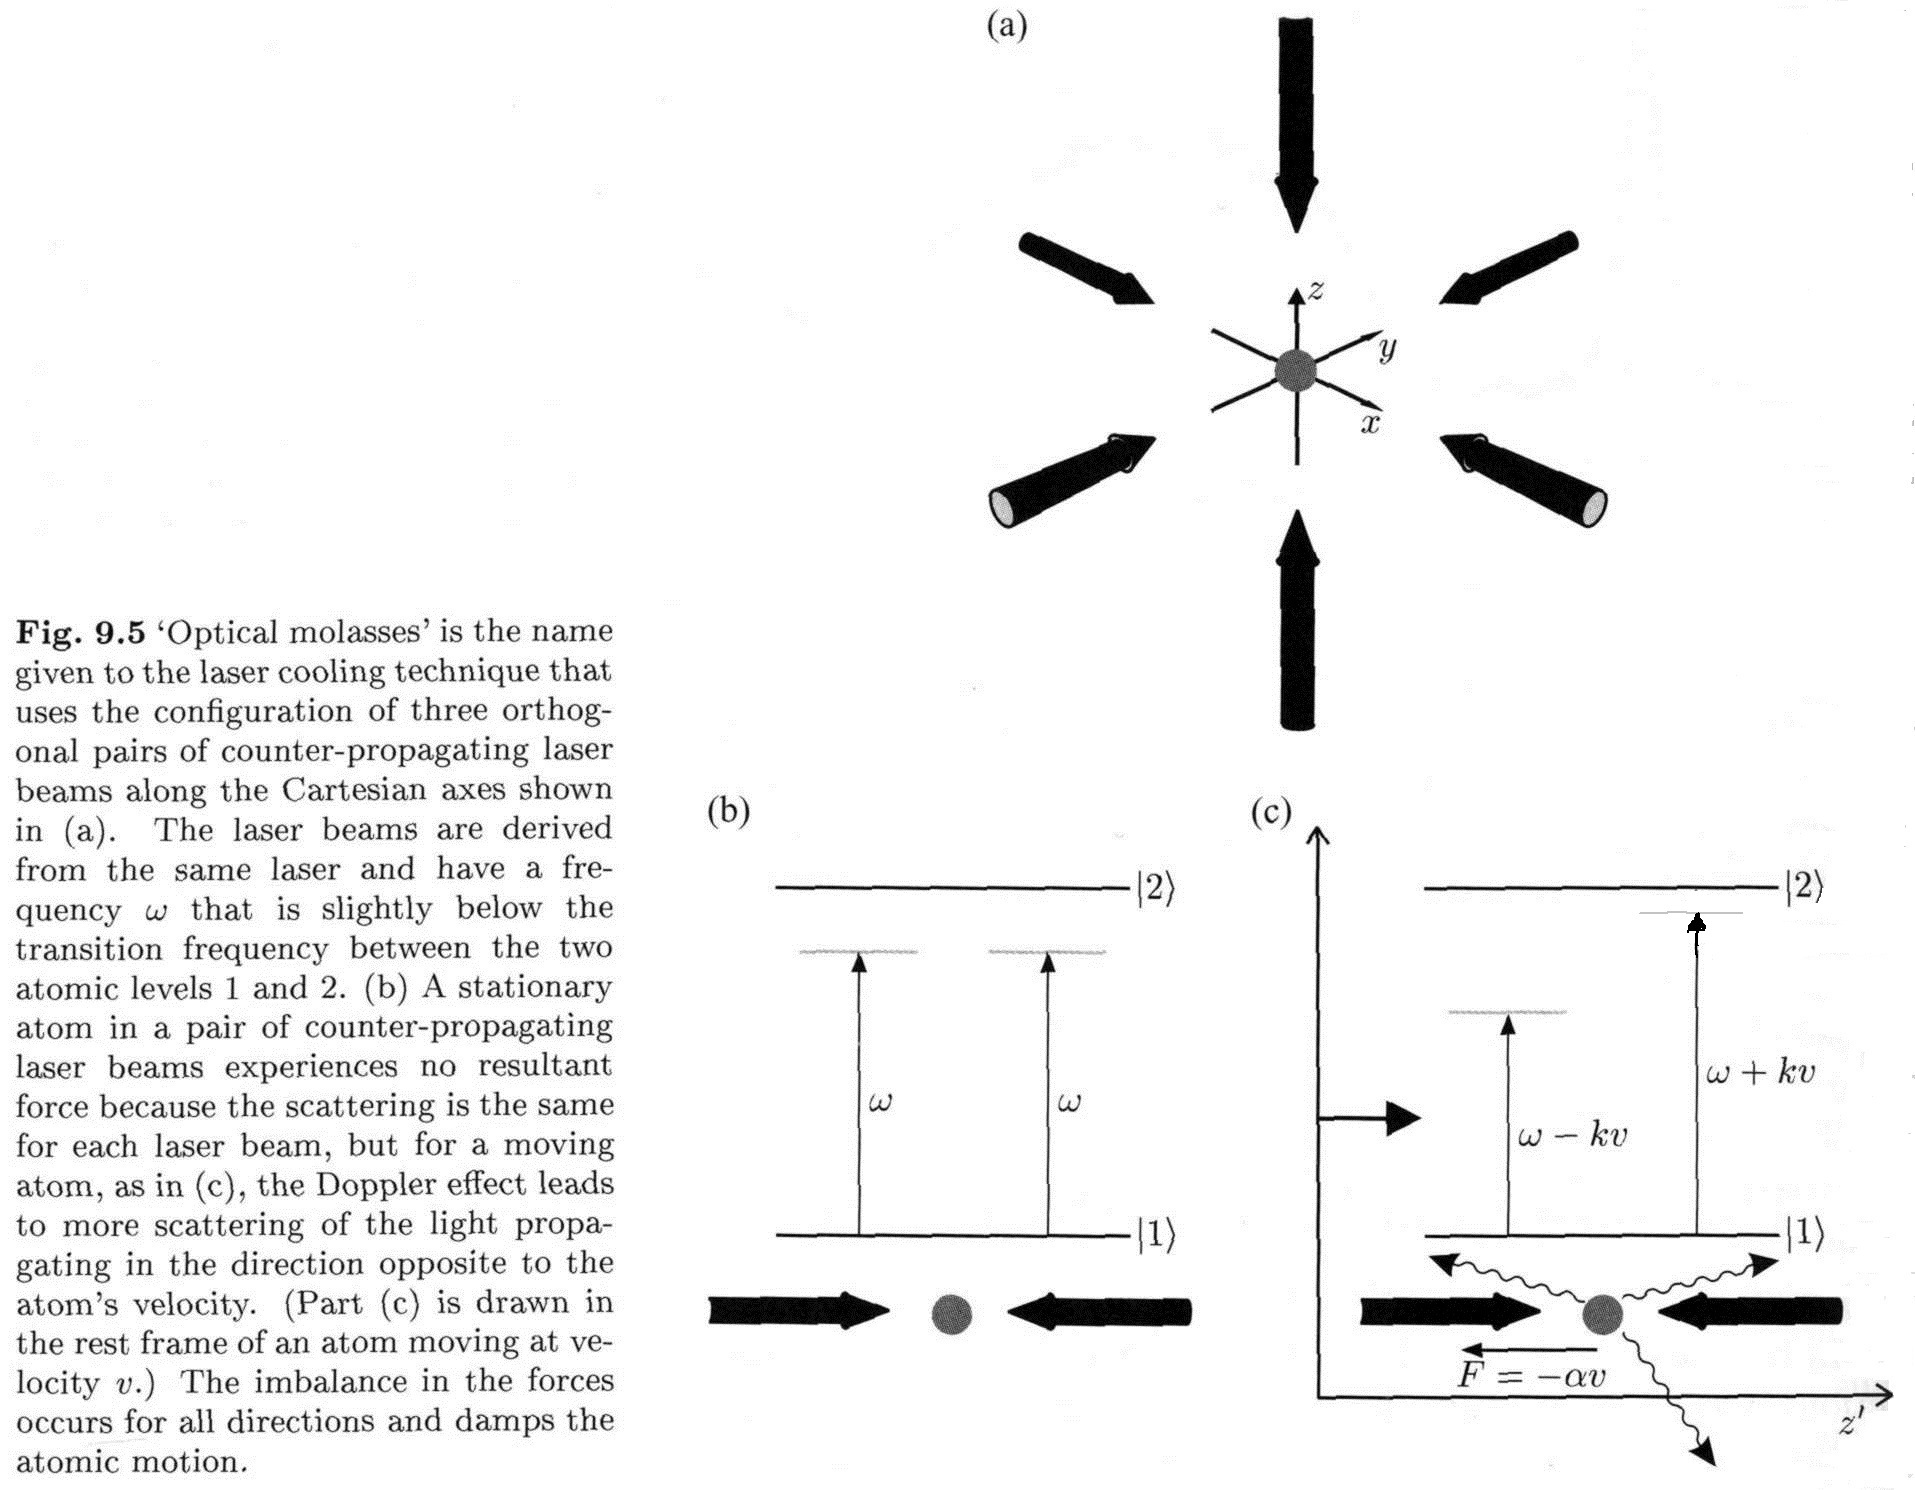 (a)
z
y
x
Fig. 9.5 ‘Optical molasses’ is the name
given to the laser cooling technique that
uses the configuration of three orthog-
onal pairs of counter-propagating laser
beams along the Cartesian axes shown
in (a). The laser beams are derived
from the same laser and have a fre-
quency ω that is slightly below the
transition frequency between the two
atomic levels 1 and 2. (b) A stationary
atom in a pair of counter-propagating
laser beams experiences no resultant
force because the scattering is the same
for each laser beam, but for a moving
atom, as in (c), the Doppler effect leads
to more scattering of the light propa-
gating in the direction opposite to the
atom’s velocity. (Part (c) is drawn in
the rest frame of an atom moving at ve-
locity v.) The imbalance in the forces
occurs for all directions and damps the
atomic motion.
(b)
|2⟩
ω
ω
|1⟩
(c)
|2⟩
ω + kv
ω − kv
|1⟩
F = −αv
z′